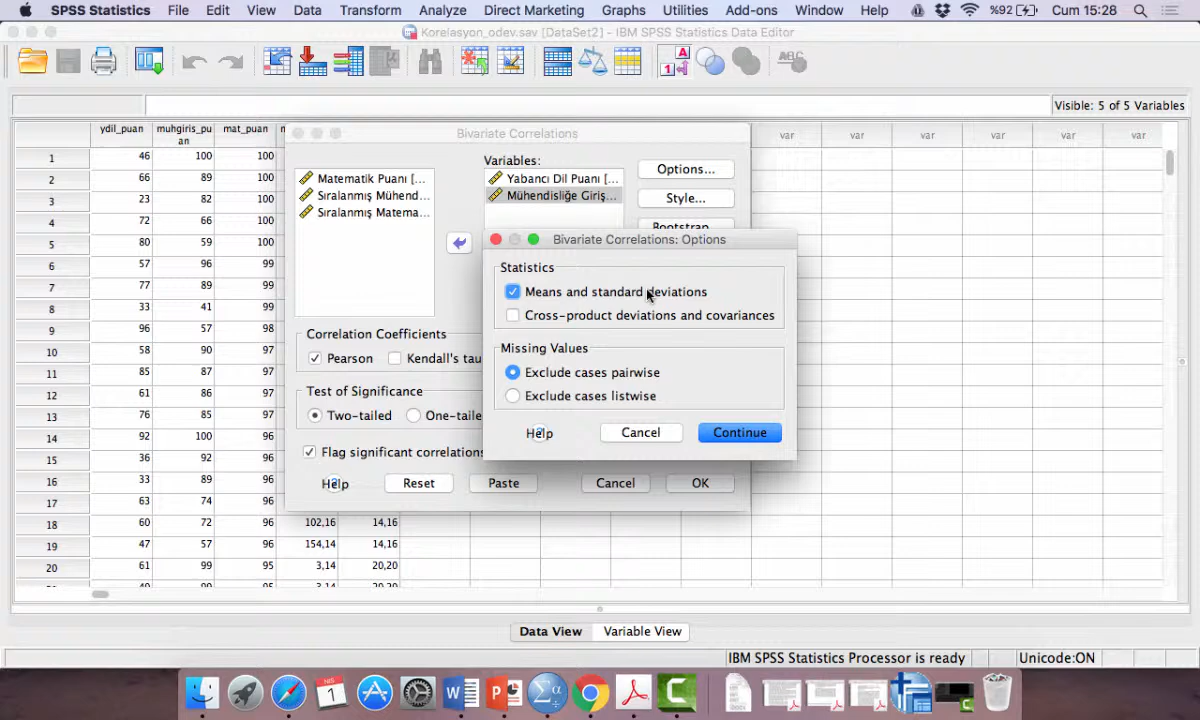 SPSS Statistics File Edit View Data Transform Analyze Direct Marketing Graphs Utilities Add-ons Window Help %92 Cum 15:28
Korelasyon_odev.sav [DataSet2] - IBM SPSS Statistics Data Editor
Visible: 5 of 5 Variables
ydil_puan muhgiris_pu an mat_puan var var var var var var
Bivariate Correlations
1 46 100 100
2 66 89 100
3 23 82 100
4 72 66 100
5 80 59 100
6 57 96 99
7 77 89 99
8 33 41 99
9 96 57 98
10 58 90 97
11 85 87 97
12 61 86 97
13 76 85 97
14 92 100 96
15 36 92 96
16 33 89 96
17 63 74 96
18 60 72 96 102,16 14,16
19 47 57 96 154,14 14,16
20 61 99 95 3,14 20,20
40 99 95 3,14 20,20
Matematik Puanı [...
Sıralanmış Mühend...
Sıralanmış Matema...
Variables:
Yabancı Dil Puanı [...
Mühendisliğe Giriş...
Options...
Style...
Bootstrap
Correlation Coefficients
Pearson Kendall's tau
Test of Significance
Two-tailed One-taile
Flag significant correlations
Help Reset Paste Cancel OK
Bivariate Correlations: Options
Statistics
Means and standard deviations
Cross-product deviations and covariances
Missing Values
Exclude cases pairwise
Exclude cases listwise
Help Cancel Continue
Data View Variable View
IBM SPSS Statistics Processor is ready Unicode:ON